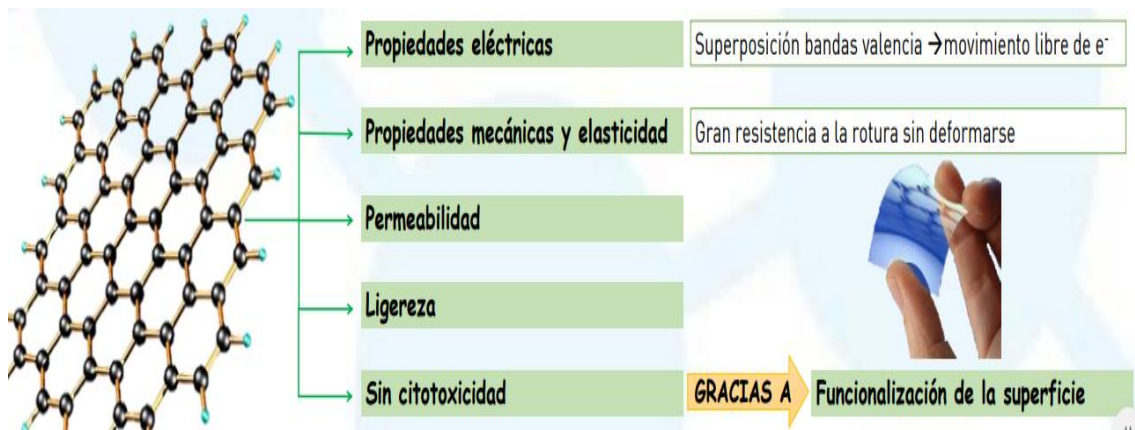 Propiedades eléctricas
Superposición bandas valencia →movimiento libre de e⁻
Propiedades mecánicas y elasticidad
Gran resistencia a la rotura sin deformarse
Permeabilidad
Ligereza
Sin citotoxicidad
GRACIAS A
Funcionalización de la superficie